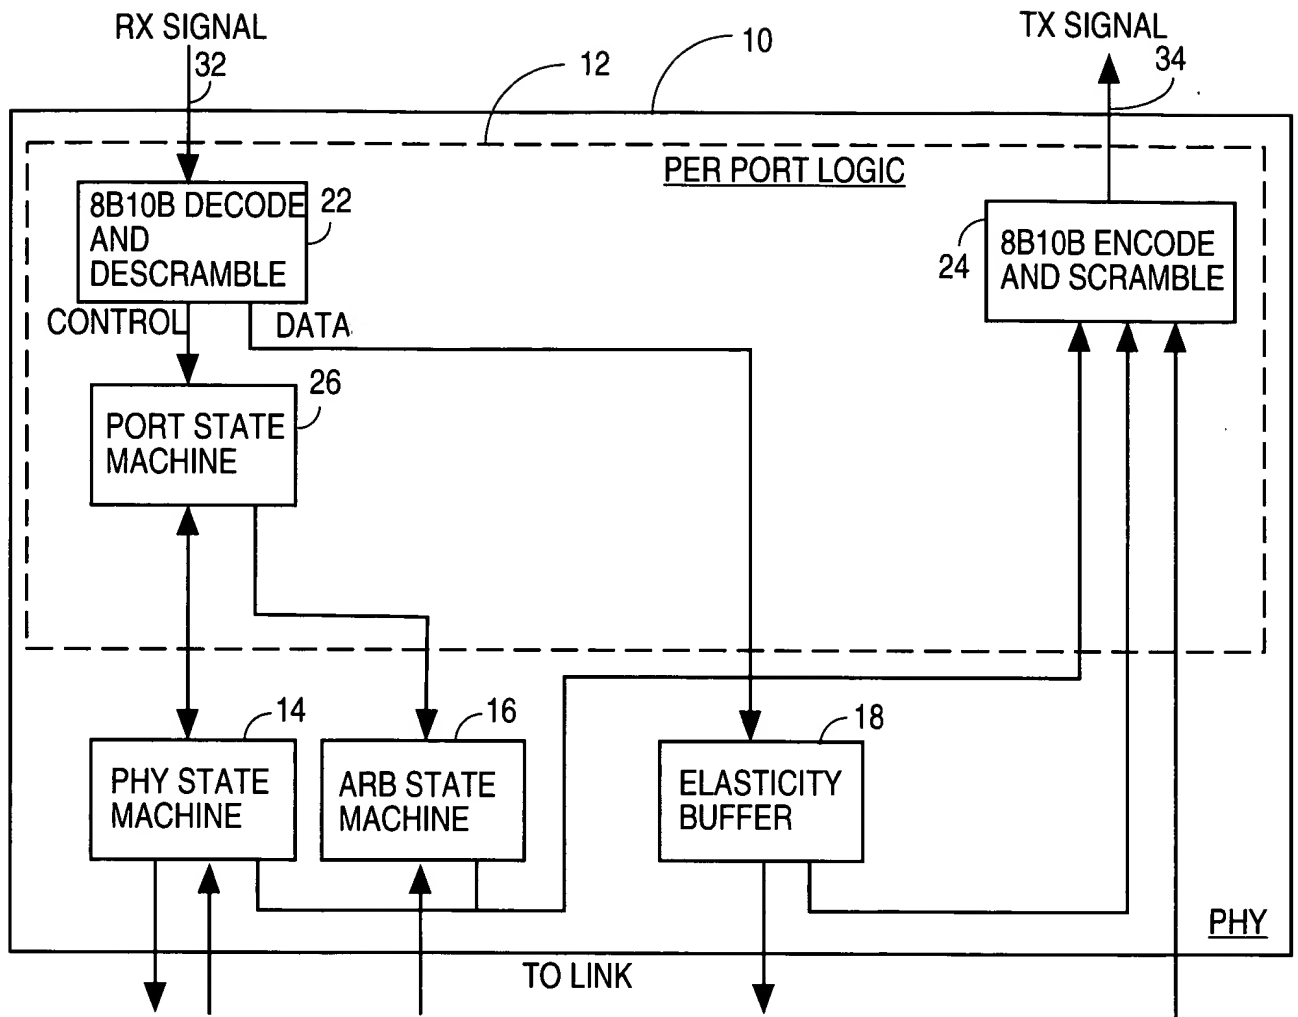 RX SIGNAL
TX SIGNAL
10
12
32
34
PER PORT LOGIC
8B10B DECODE
AND
DESCRAMBLE
22
8B10B ENCODE
AND SCRAMBLE
24
CONTROL
DATA
26
PORT STATE
MACHINE
14
16
18
PHY STATE
MACHINE
ARB STATE
MACHINE
ELASTICITY
BUFFER
PHY
TO LINK